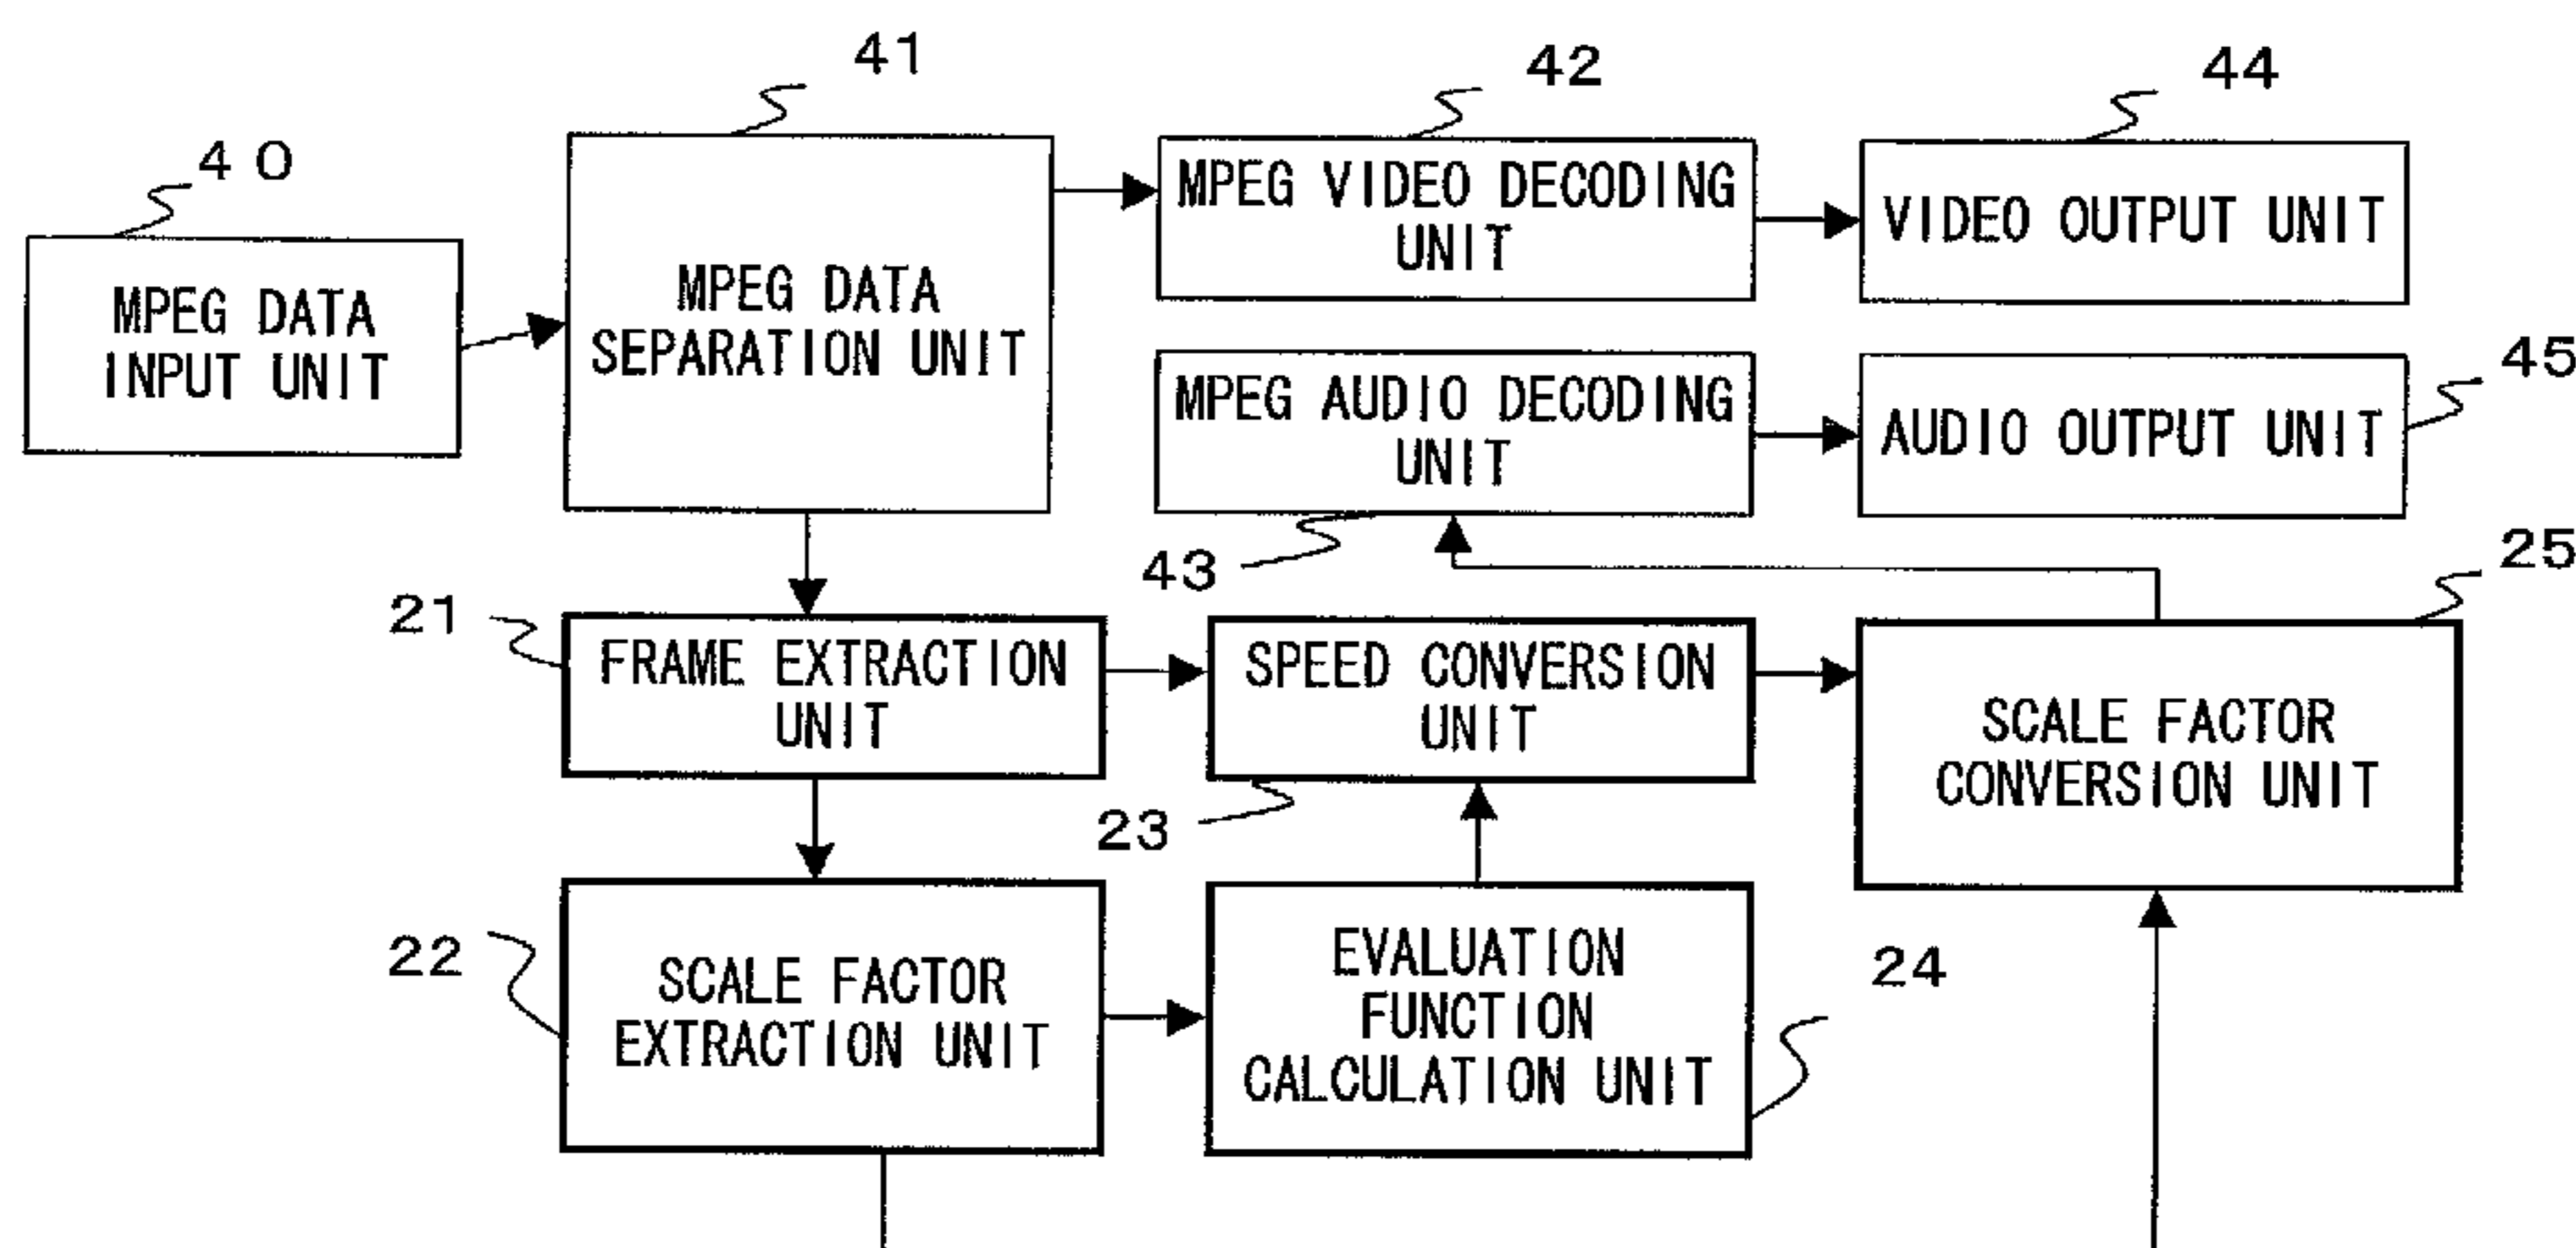 41
42
44
40
MPEG DATA
INPUT UNIT
MPEG DATA
SEPARATION UNIT
MPEG VIDEO DECODING
UNIT
VIDEO OUTPUT UNIT
MPEG AUDIO DECODING
UNIT
AUDIO OUTPUT UNIT
45
43
25
21
FRAME EXTRACTION
UNIT
SPEED CONVERSION
UNIT
SCALE FACTOR
CONVERSION UNIT
23
22
SCALE FACTOR
EXTRACTION UNIT
EVALUATION
FUNCTION
CALCULATION UNIT
24